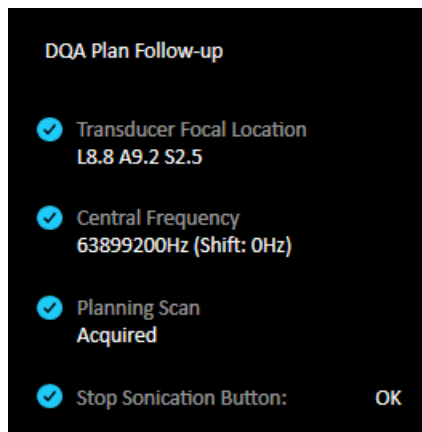 DQA Plan Follow-up
Transducer Focal Location
L8.8 A9.2 S2.5
Central Frequency
63899200Hz (Shift: 0Hz)
Planning Scan
Acquired
Stop Sonication Button: OK